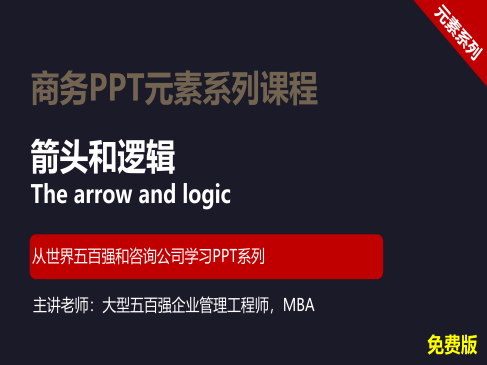 元素系列
商务PPT元素系列课程
箭头和逻辑
The arrow and logic
从世界五百强和咨询公司学习PPT系列
主讲老师：大型五百强企业管理工程师，MBA
免费版